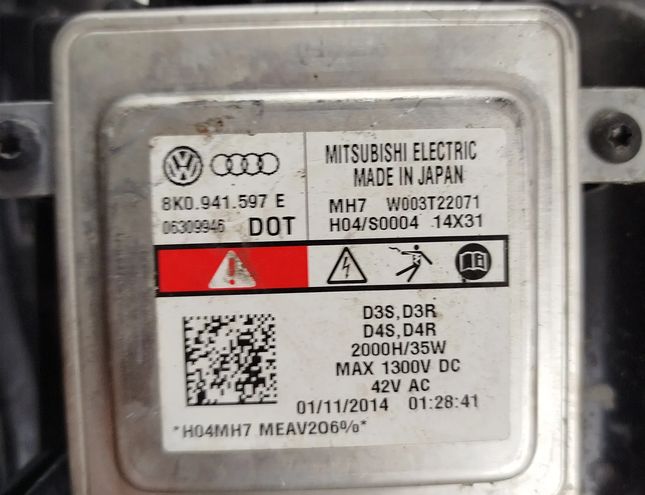 8K0.941.597 E
06309946 DOT
MITSUBISHI ELECTRIC
MADE IN JAPAN
MH7 W003T22071
H04/S0004 14X31
D3S,D3R
D4S,D4R
2000H/35W
MAX 1300V DC
42V AC
01/11/2014 01:28:41
*H04MH7 MEAV206%*